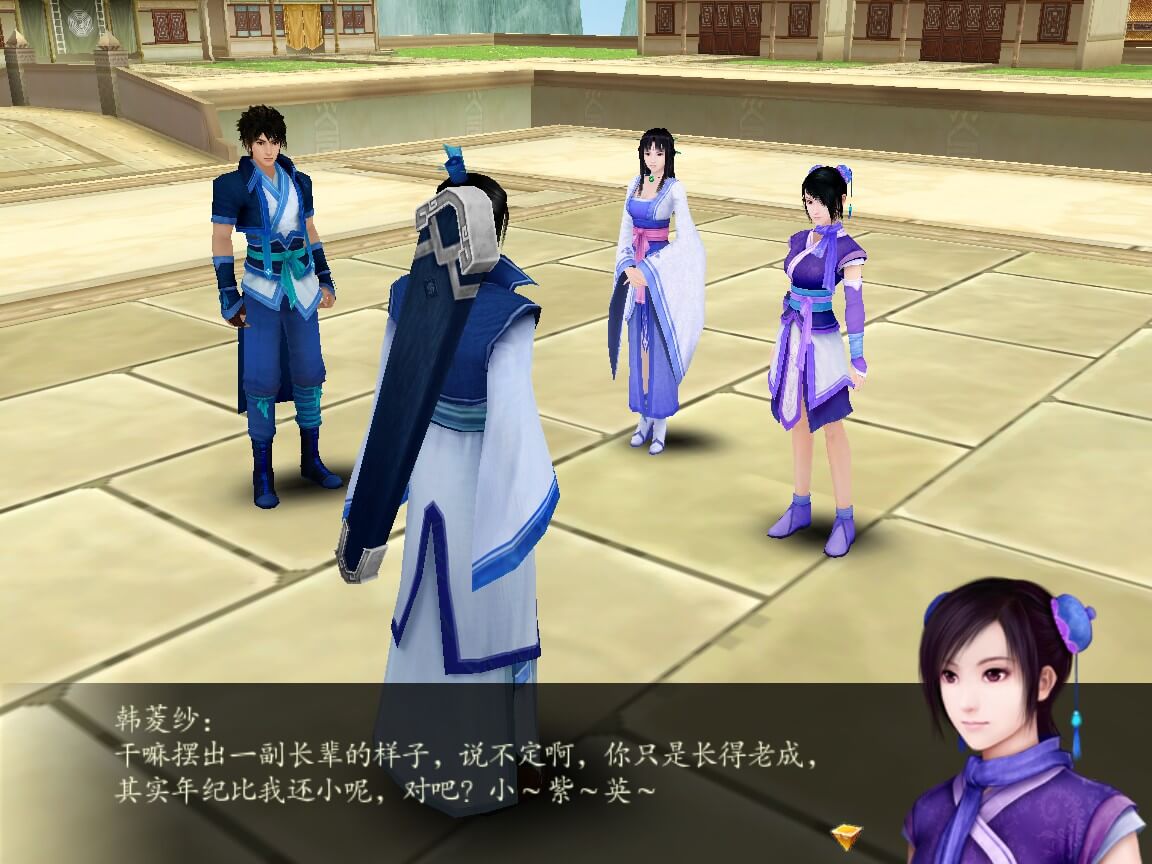 韩菱纱：
干嘛摆出一副长辈的样子，说不定啊，你只是长得老成，
其实年纪比我还小呢，对吧？小～紫～英～